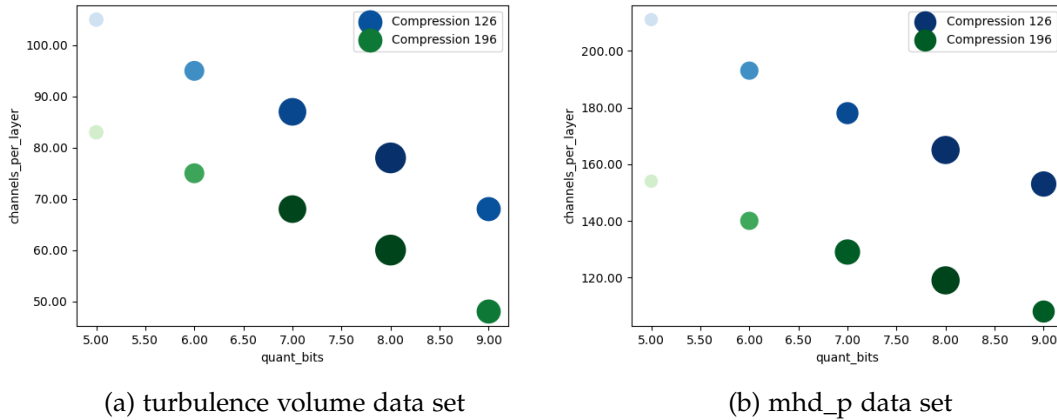 Compression 126
Compression 196
100.00
90.00
80.00
70.00
60.00
50.00
channels_per_layer
5.00 5.50 6.00 6.50 7.00 7.50 8.00 8.50 9.00
quant_bits
(a) turbulence volume data set
Compression 126
Compression 196
200.00
180.00
160.00
140.00
120.00
channels_per_layer
5.00 5.50 6.00 6.50 7.00 7.50 8.00 8.50 9.00
quant_bits
(b) mhd_p data set